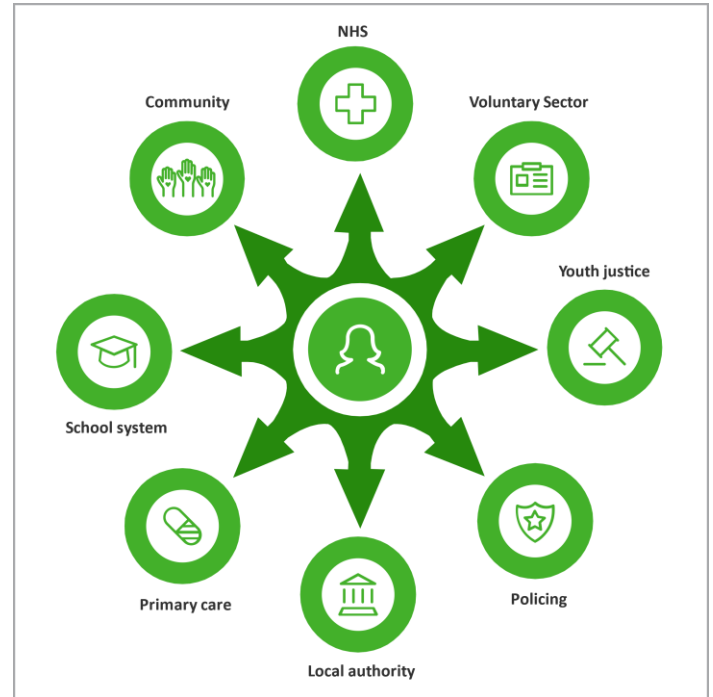 NHS
Community
Voluntary Sector
Youth justice
School system
Primary care
Policing
Local authority